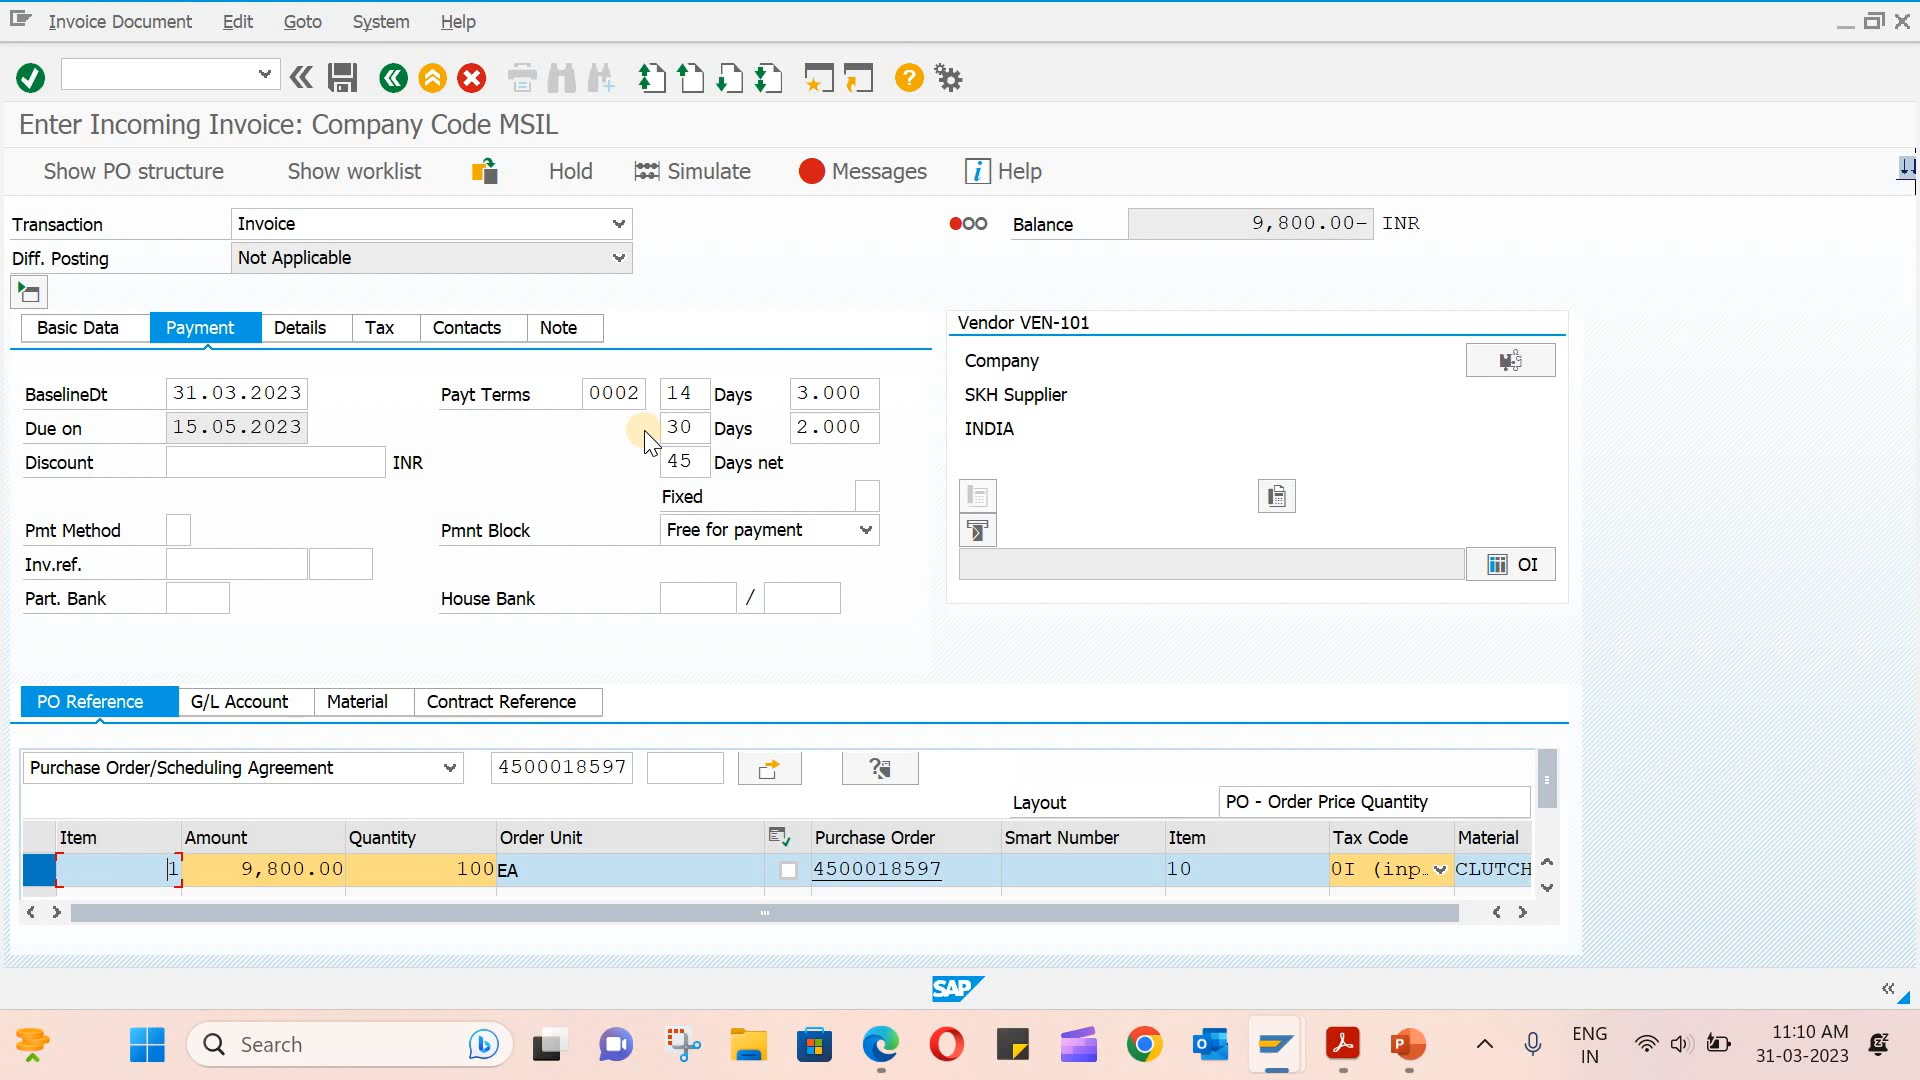 Invoice Document Edit Goto System Help
Enter Incoming Invoice: Company Code MSIL
Show PO structure Show worklist Hold Simulate Messages Help
Transaction Invoice Balance 9,800.00- INR
Diff. Posting Not Applicable
Basic Data Payment Details Tax Contacts Note
Vendor VEN-101
Company
SKH Supplier
INDIA
OI
BaselineDt 31.03.2023 Payt Terms 0002 14 Days 3.000
Due on 15.05.2023 30 Days 2.000
Discount INR 45 Days net
Fixed
Pmt Method Pmnt Block Free for payment
Inv.ref.
Part. Bank House Bank /
PO Reference G/L Account Material Contract Reference
Purchase Order/Scheduling Agreement 4500018597
Layout PO - Order Price Quantity
Item Amount Quantity Order Unit Purchase Order Smart Number Item Tax Code Material
1 9,800.00 100 EA 4500018597 10 0I (inp… CLUTCH
SAP
Search
ENG
IN
11:10 AM
31-03-2023